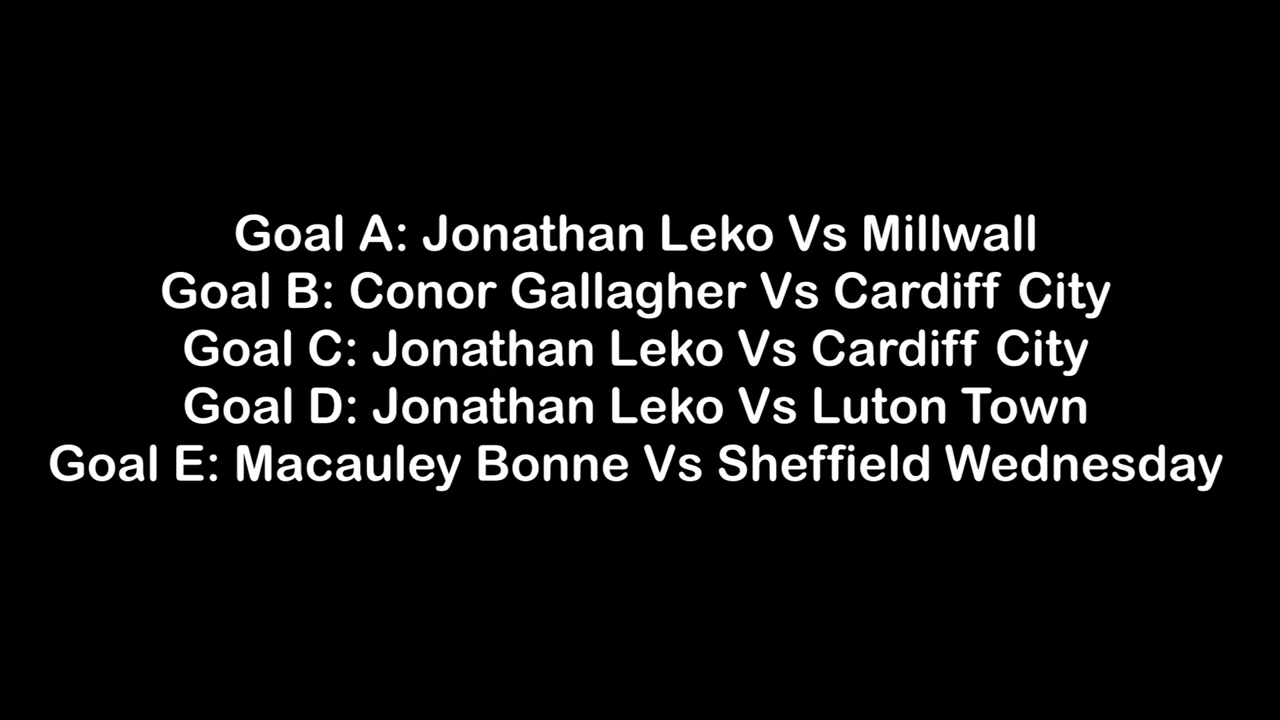 Goal A: Jonathan Leko Vs Millwall
Goal B: Conor Gallagher Vs Cardiff City
Goal C: Jonathan Leko Vs Cardiff City
Goal D: Jonathan Leko Vs Luton Town
Goal E: Macauley Bonne Vs Sheffield Wednesday